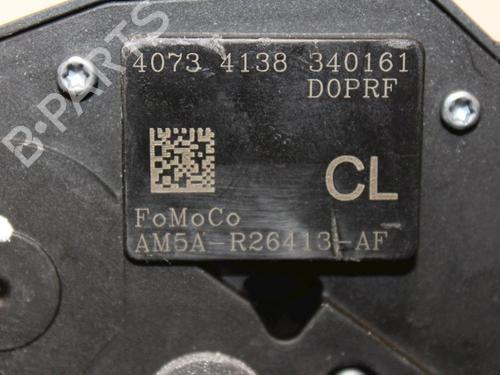 B-PARTS
4073 4138 340161
D0PRF
CL
FoMoCo
AM5A-R26413-AF